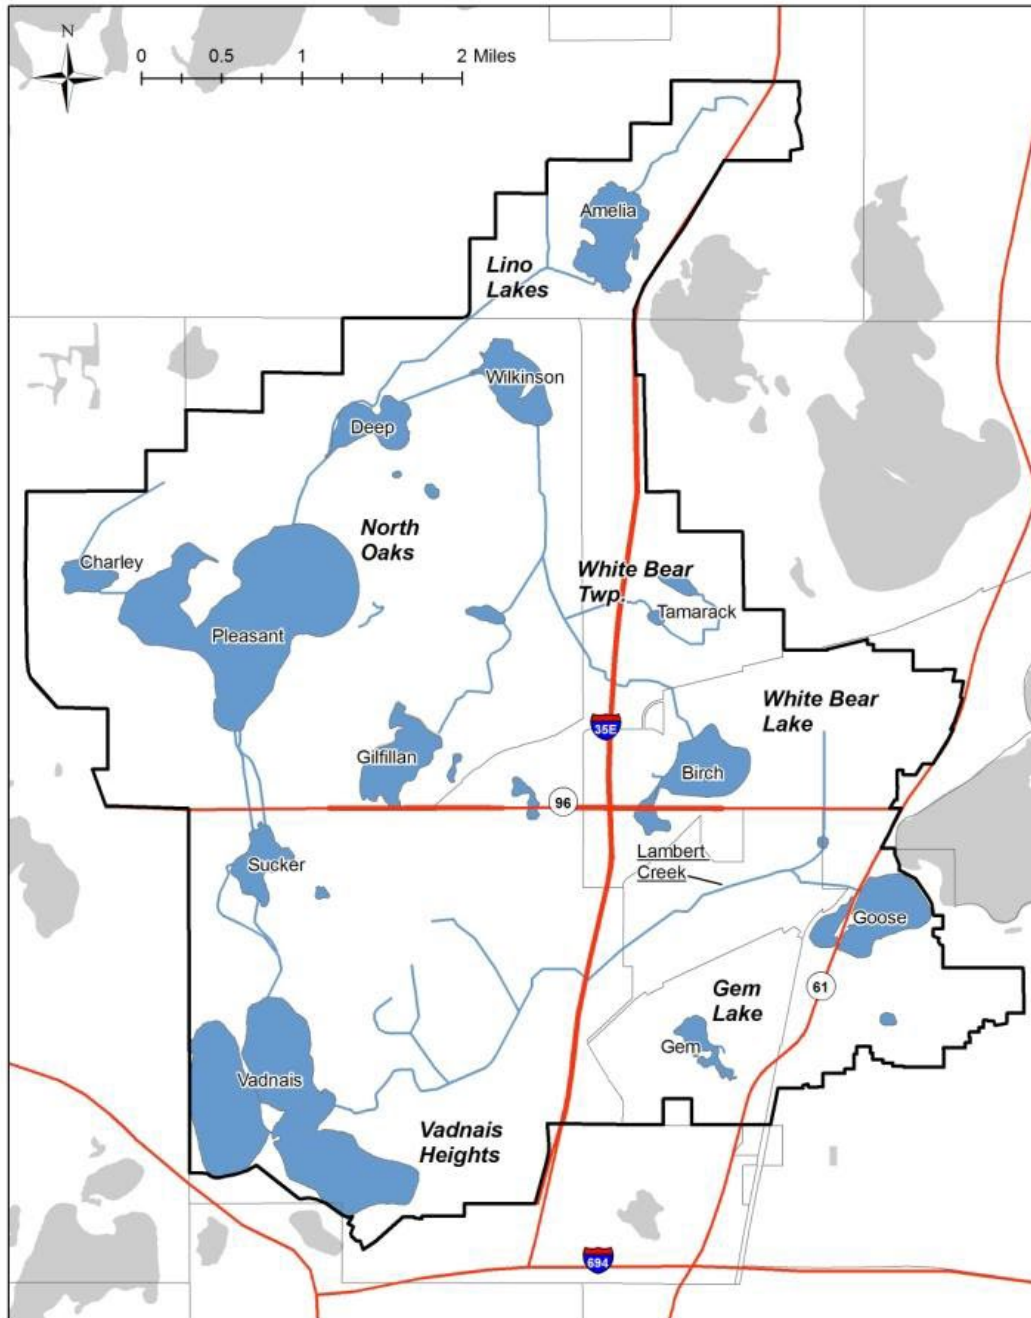 N
0 0.5 1 2 Miles
Amelia
Lino
Lakes
Wilkinson
Deep
North
Oaks
Charley
White Bear
Twp.
Tamarack
Pleasant
White Bear
Lake
35E
Gilfillan
Birch
96
Lambert
Creek
Sucker
Goose
61
Gem
Lake
Gem
Vadnais
Vadnais
Heights
694